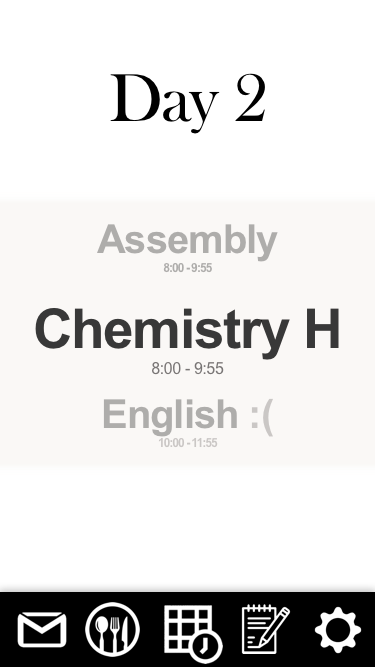 Day 2
Assembly
8:00 - 9:55
Chemistry H
8:00 - 9:55
English :(
10:00 - 11:55